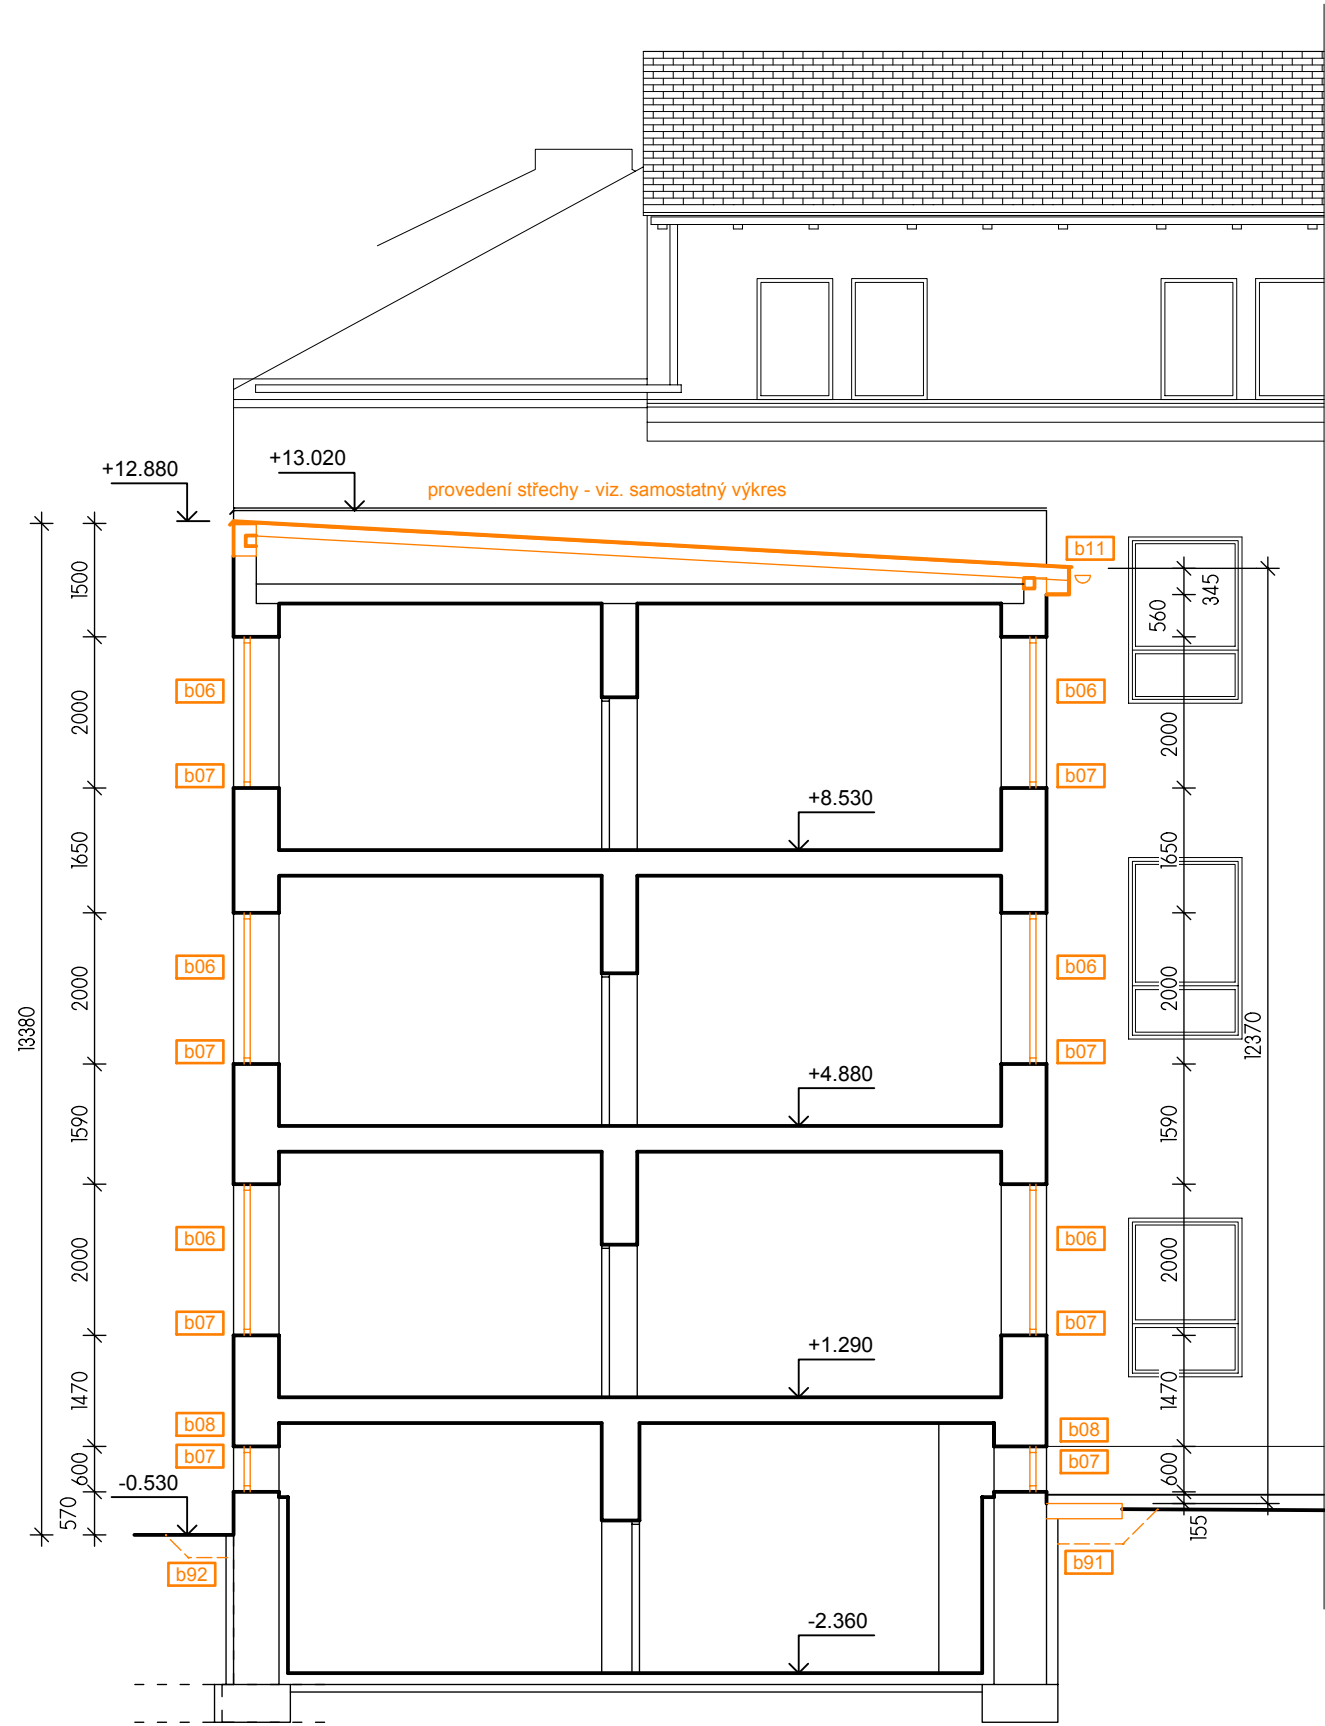 +12.880
+13.020
provedení střechy - viz. samostatný výkres
b11
1500
345
560
b06
b06
2000
2000
b07
b07
+8.530
1650
1650
b06
b06
2000
2000
13380
12370
b07
b07
+4.880
1590
1590
b06
b06
2000
2000
b07
b07
+1.290
1470
1470
b08
b08
b07
b07
600
600
-0.530
570
155
b92
b91
-2.360